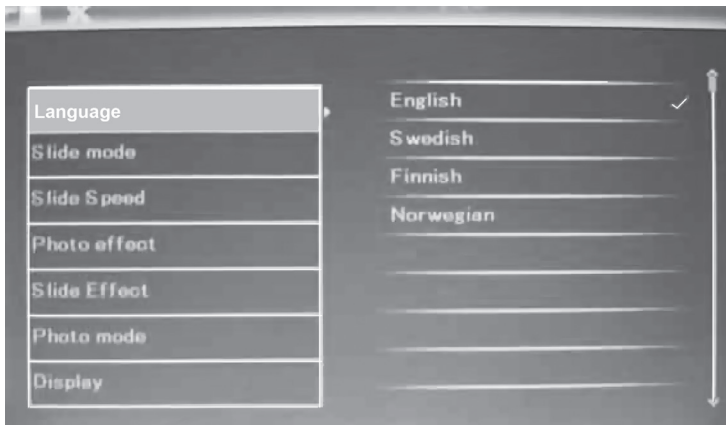 Language
Slide mode
Slide Speed
Photo effect
Slide Effect
Photo mode
Display
English
Swedish
Finnish
Norwegian